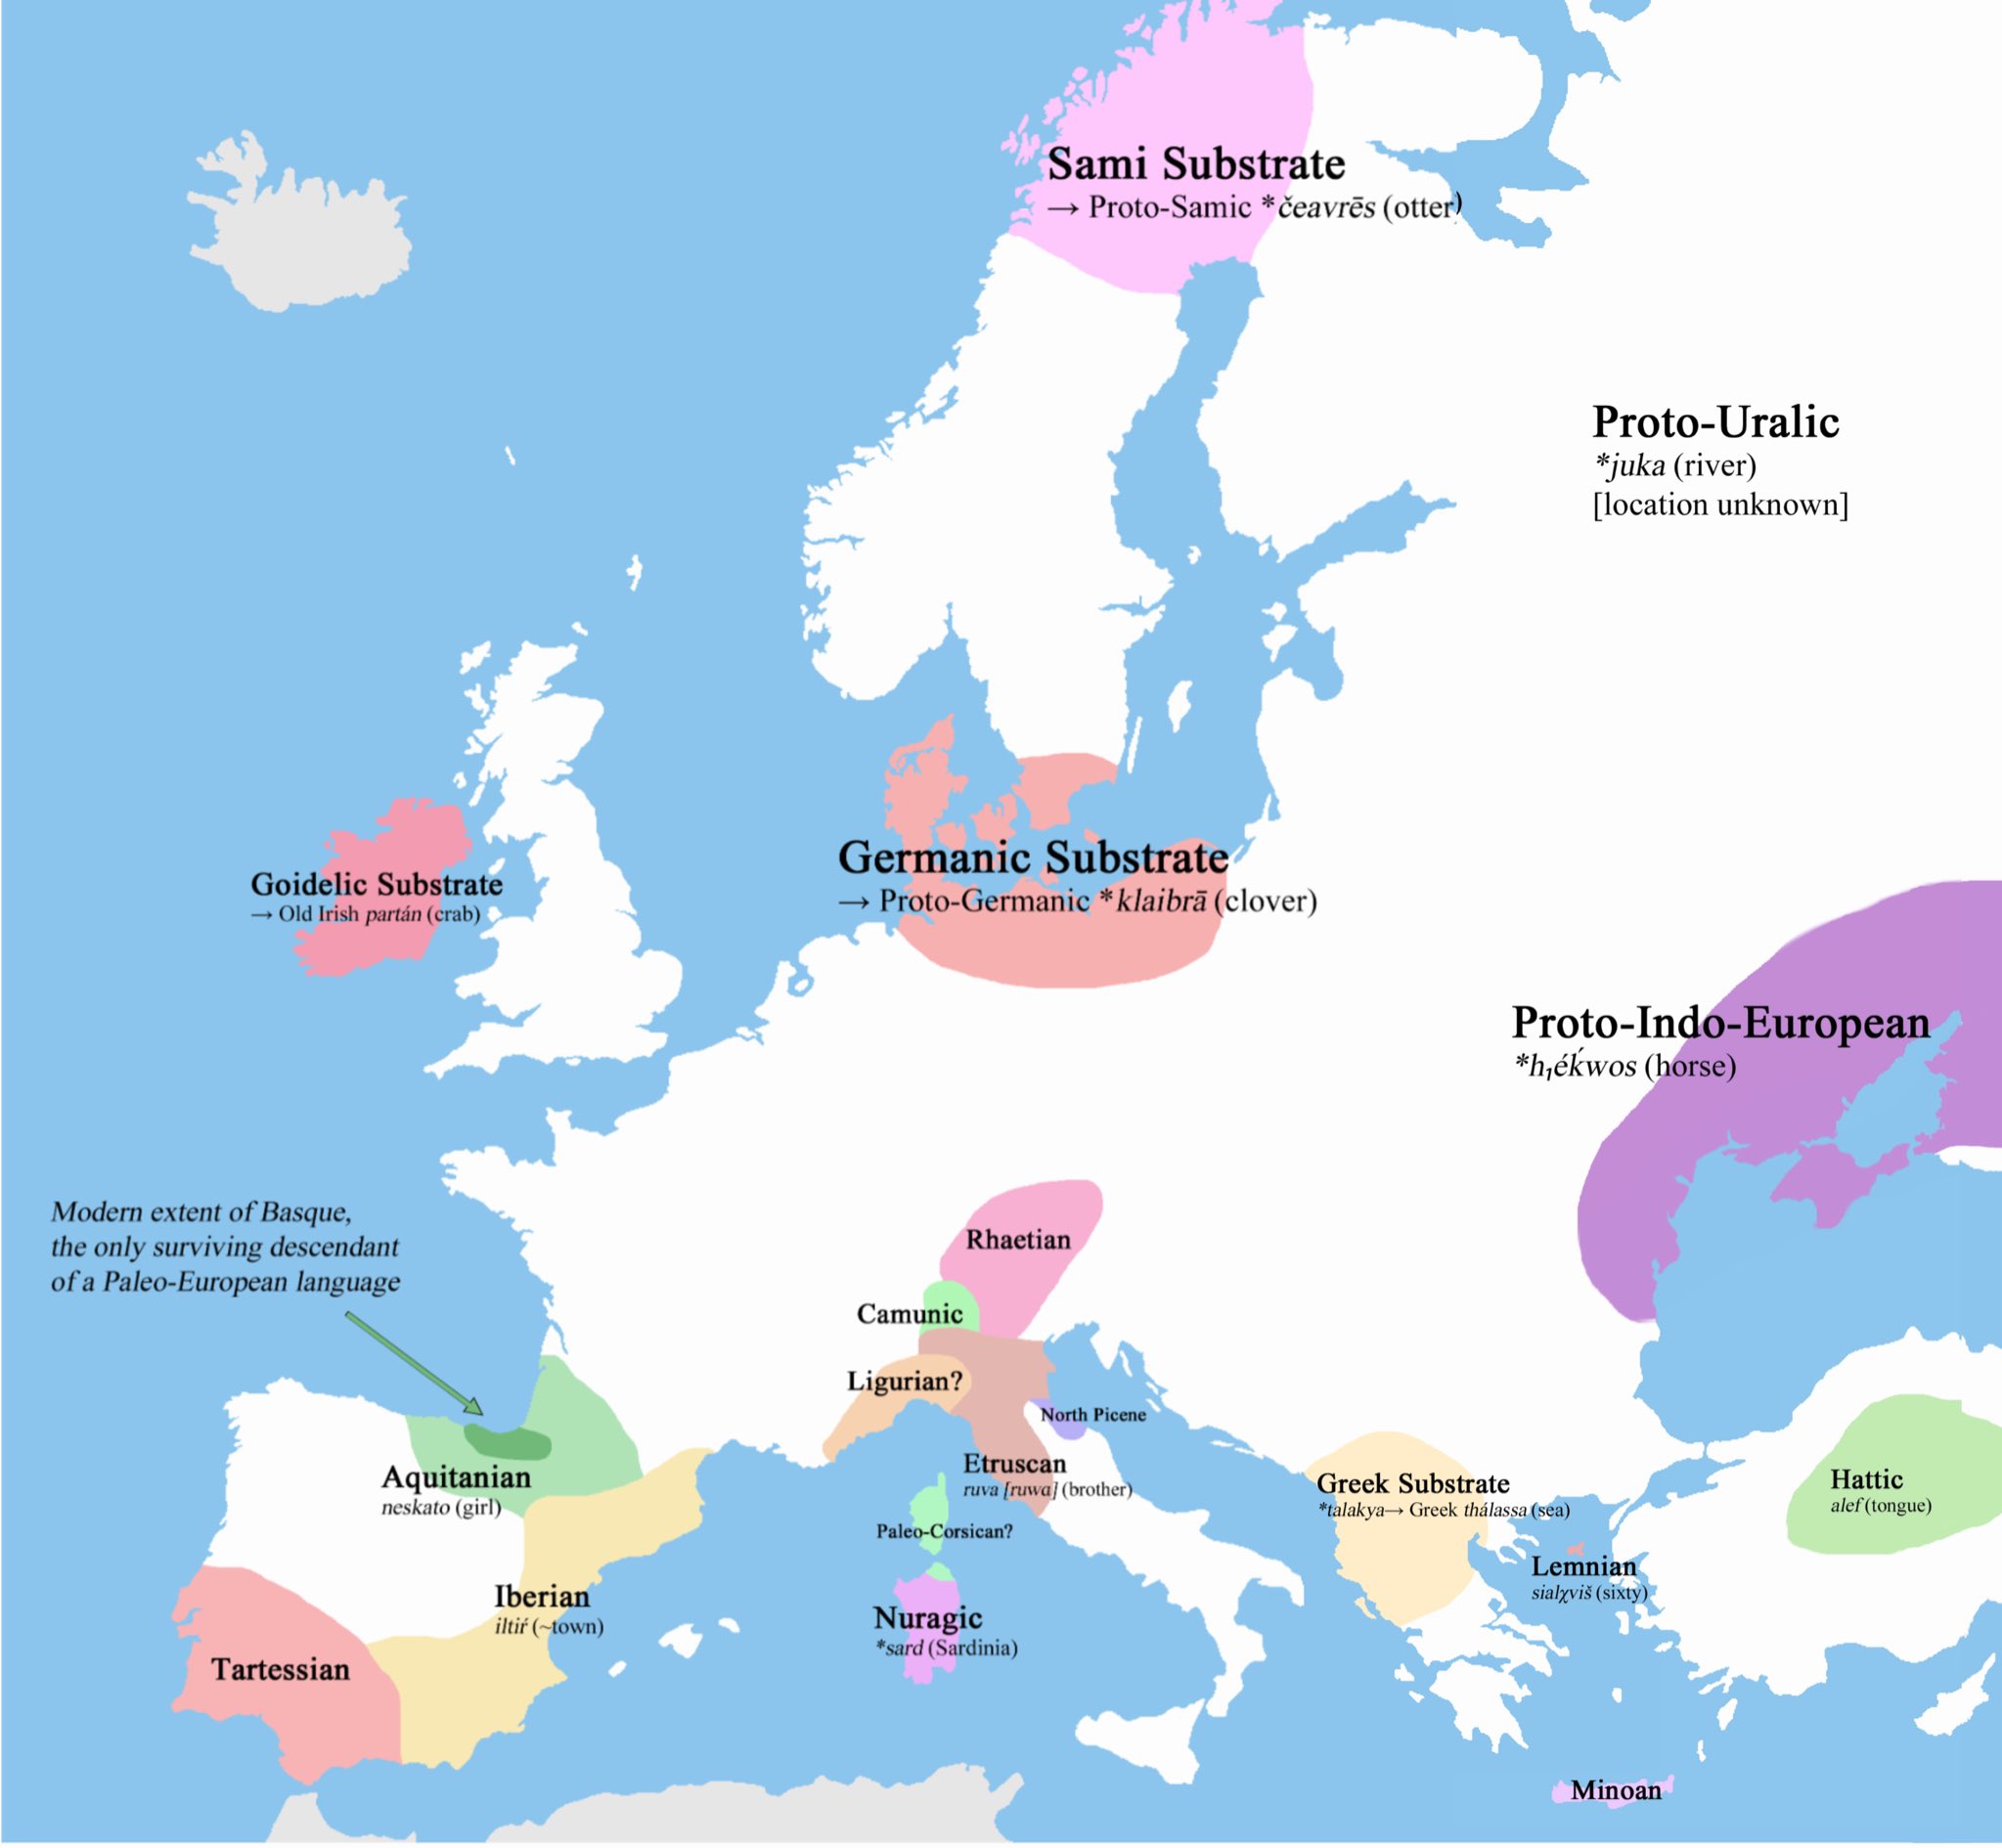 Sami Substrate
→ Proto-Samic *čeavrēs (otter)
Proto-Uralic
*juka (river)
[location unknown]
Germanic Substrate
→ Proto-Germanic *klaibrā (clover)
Goidelic Substrate
→ Old Irish partán (crab)
Proto-Indo-European
*h₁éḱwos (horse)
Modern extent of Basque,
the only surviving descendant
of a Paleo-European language
Rhaetian
Camunic
Ligurian?
North Picene
Etruscan
ruva [ruwa] (brother)
Aquitanian
neskato (girl)
Greek Substrate
*talakya→ Greek thálassa (sea)
Hattic
alef (tongue)
Paleo-Corsican?
Lemnian
sialχviš (sixty)
Iberian
iltiŕ (~town)
Nuragic
*sard (Sardinia)
Tartessian
Minoan